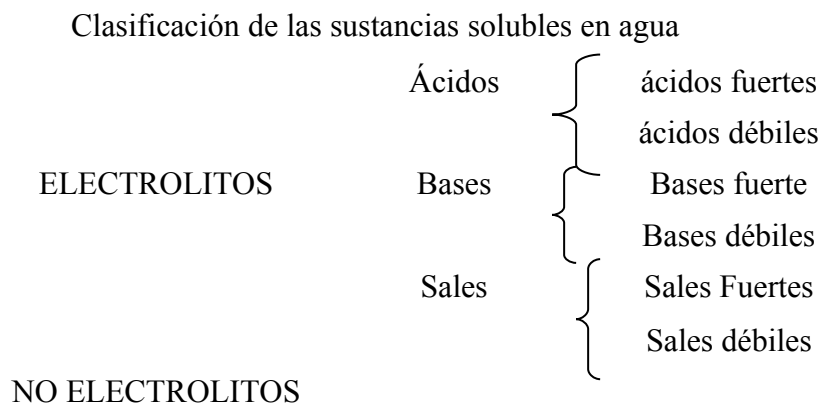 Clasificación de las sustancias solubles en agua
Ácidos ácidos fuertes
ácidos débiles
ELECTROLITOS Bases Bases fuerte
Bases débiles
Sales Sales Fuertes
Sales débiles
NO ELECTROLITOS